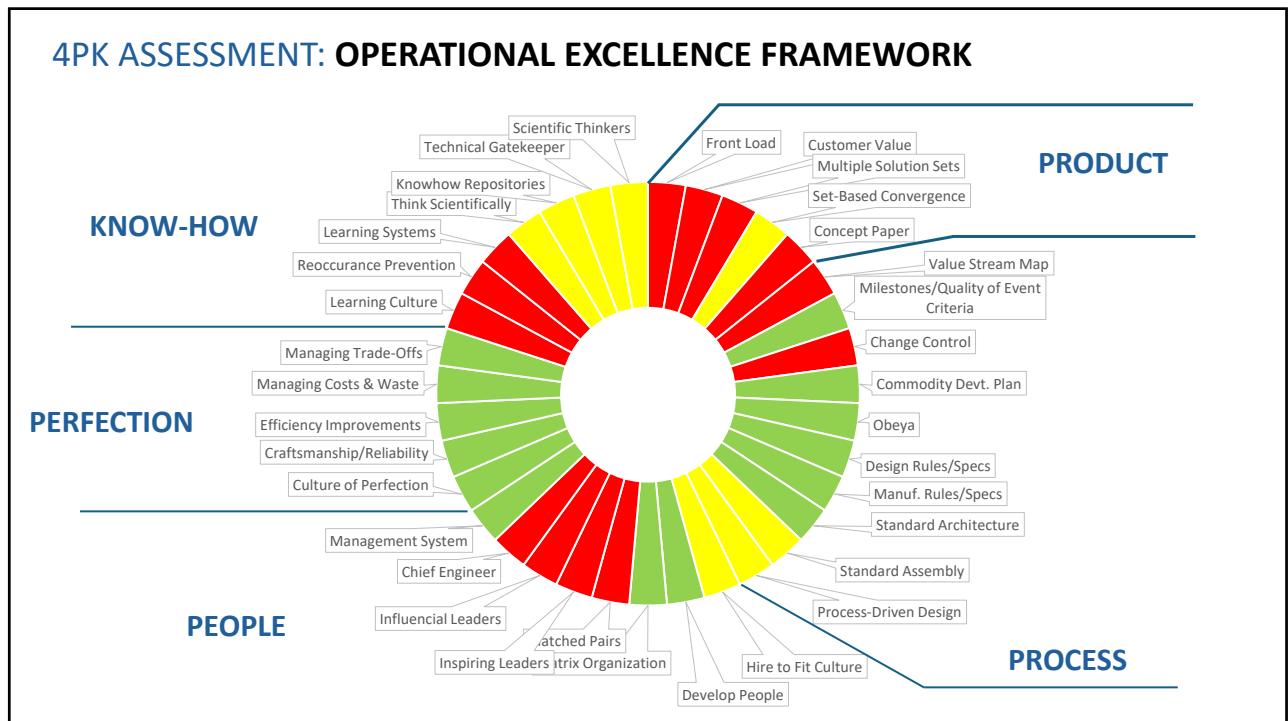 4PK ASSESSMENT: OPERATIONAL EXCELLENCE FRAMEWORK
Scientific Thinkers
Technical Gatekeeper
Knowhow Repositories
Think Scientifically
Learning Systems
Reoccurance Prevention
Learning Culture
KNOW-HOW
Front Load
Customer Value
Multiple Solution Sets
Set-Based Convergence
Concept Paper
PRODUCT
Value Stream Map
Milestones/Quality of Event
Criteria
Change Control
Commodity Devt. Plan
Obeya
Design Rules/Specs
Manuf. Rules/Specs
Standard Architecture
Standard Assembly
Process-Driven Design
PROCESS
Managing Trade-Offs
Managing Costs & Waste
Efficiency Improvements
Craftsmanship/Reliability
Culture of Perfection
PERFECTION
Management System
Chief Engineer
Influencial Leaders
Inspiring Leaders
atched Pairs
trix Organization
Develop People
Hire to Fit Culture
PEOPLE